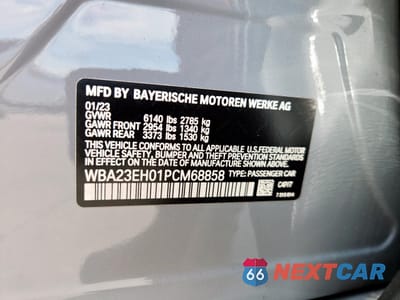 MFD BY BAYERISCHE MOTOREN WERKE AG
01/23
GVWR 6140 lbs 2785 kg
GAWR FRONT 2954 lbs 1340 kg
GAWR REAR 3373 lbs 1530 kg
THIS VEHICLE CONFORMS TO ALL APPLICABLE U.S. FEDERAL MOTOR
VEHICLE SAFETY, BUMPER, AND THEFT PREVENTION STANDARDS
IN EFFECT ON THE DATE OF MANUFACTURE SHOWN ABOVE.
WBA23EH01PCM68858 TYPE: PASSENGER CAR
66 NEXTCAR